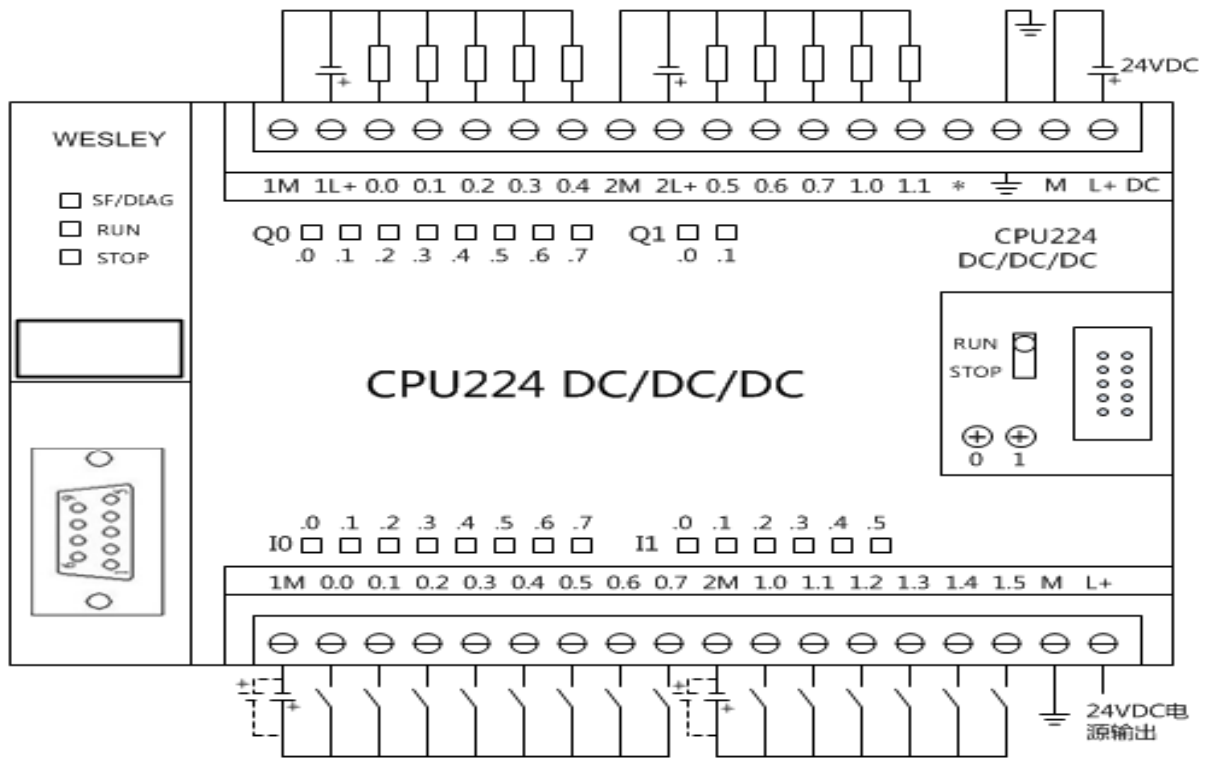 24VDC
WESLEY
1M 1L+ 0.0 0.1 0.2 0.3 0.4 2M 2L+ 0.5 0.6 0.7 1.0 1.1 * M L+ DC
SF/DIAG
RUN
STOP
Q0
.0 .1 .2 .3 .4 .5 .6 .7
Q1
.0 .1
CPU224
DC/DC/DC
RUN
STOP
0 1
CPU224 DC/DC/DC
.0 .1 .2 .3 .4 .5 .6 .7
I0
.0 .1 .2 .3 .4 .5
I1
1M 0.0 0.1 0.2 0.3 0.4 0.5 0.6 0.7 2M 1.0 1.1 1.2 1.3 1.4 1.5 M L+
24VDC电
源输出